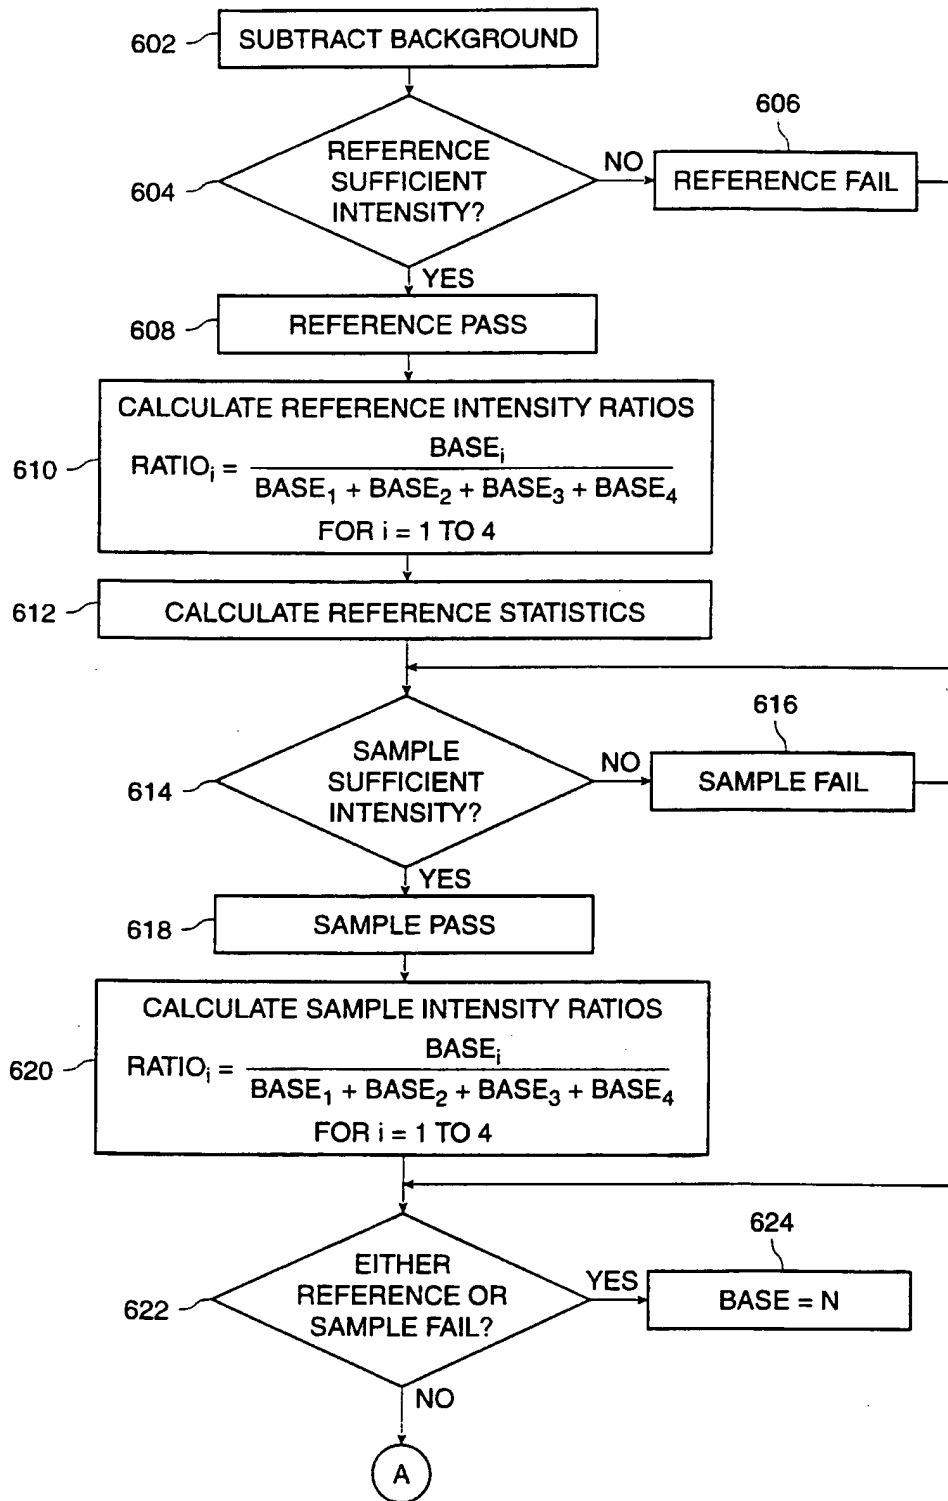 602
SUBTRACT BACKGROUND
604
REFERENCE
SUFFICIENT
INTENSITY?
NO
606
REFERENCE FAIL
YES
608
REFERENCE PASS
610
CALCULATE REFERENCE INTENSITY RATIOS
RATIOi = BASEi
BASE1 + BASE2 + BASE3 + BASE4
FOR i = 1 TO 4
612
CALCULATE REFERENCE STATISTICS
614
SAMPLE
SUFFICIENT
INTENSITY?
NO
616
SAMPLE FAIL
YES
618
SAMPLE PASS
620
CALCULATE SAMPLE INTENSITY RATIOS
RATIOi = BASEi
BASE1 + BASE2 + BASE3 + BASE4
FOR i = 1 TO 4
622
EITHER
REFERENCE OR
SAMPLE FAIL?
YES
624
BASE = N
NO
A